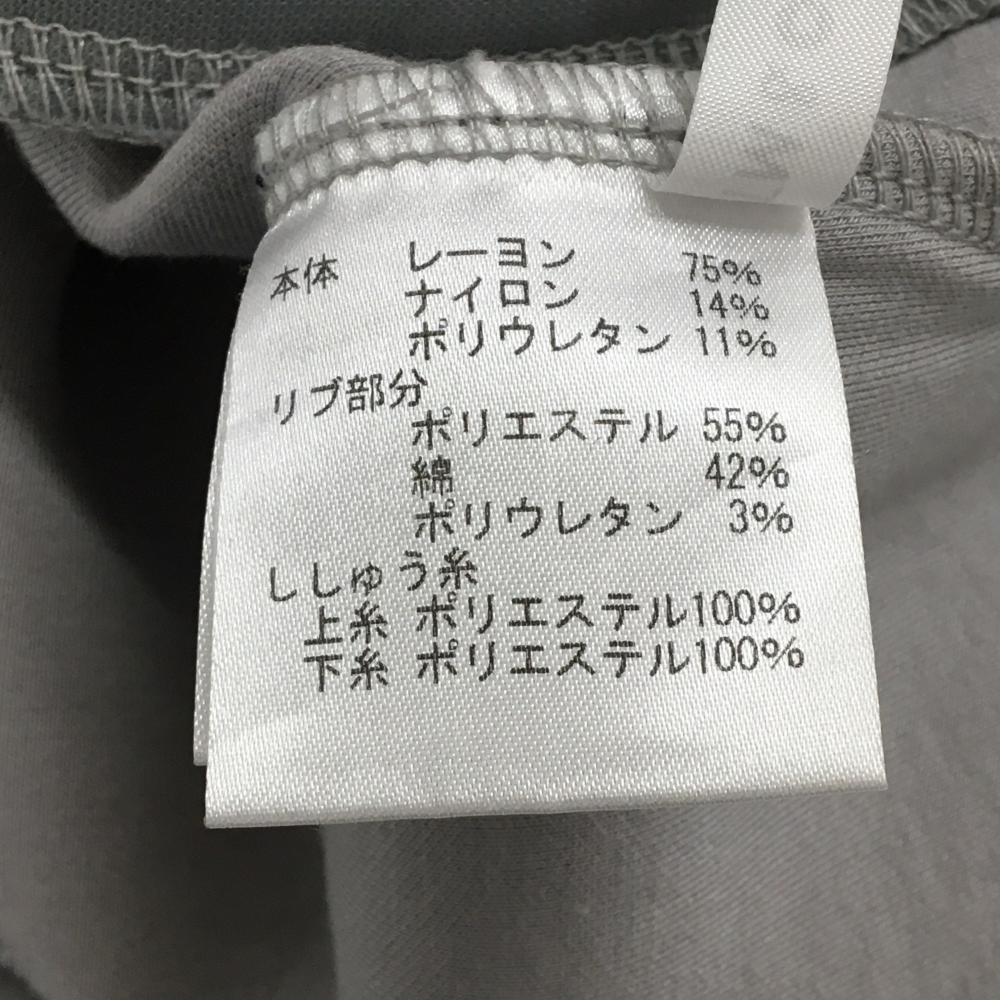 本体 レーヨン 75%
ナイロン 14%
ポリウレタン 11%
リブ部分
ポリエステル 55%
綿 42%
ポリウレタン 3%
ししゅう糸
上糸 ポリエステル100%
下糸 ポリエステル100%